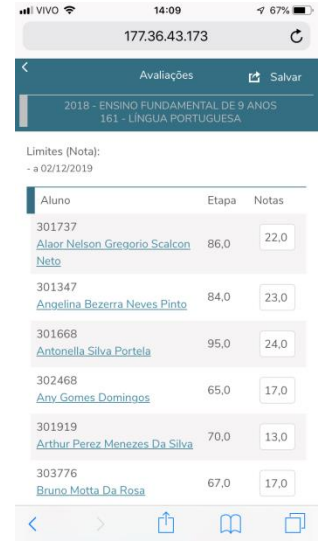 VIVO 14:09 67%
177.36.43.173
Avaliações Salvar
2018 - ENSINO FUNDAMENTAL DE 9 ANOS
161 - LÍNGUA PORTUGUESA
Limites (Nota):
- a 02/12/2019
Aluno Etapa Notas
301737
Alaor Nelson Gregorio Scalcon
Neto
86,0 22,0
301347
Angelina Bezerra Neves Pinto
84,0 23,0
301668
Antonella Silva Portela
95,0 24,0
302468
Any Gomes Domingos
65,0 17,0
301919
Arthur Perez Menezes Da Silva
70,0 13,0
303776
Bruno Motta Da Rosa
67,0 17,0